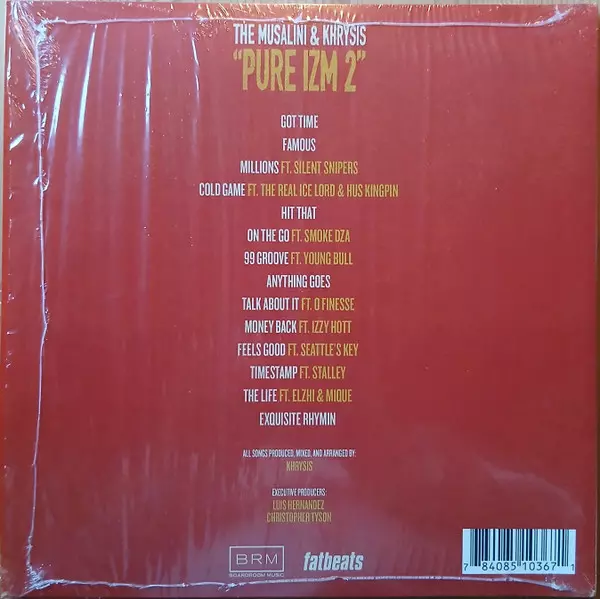 THE MUSALINI & KHRYSIS
"PURE IZM 2"
GOT TIME
FAMOUS
MILLIONS FT. SILENT SNIPERS
COLD GAME FT. THE REAL ICE LORD & HUS KINGPIN
HIT THAT
ON THE GO FT. SMOKE DZA
99 GROOVE FT. YOUNG BULL
ANYTHING GOES
TALK ABOUT IT FT. O FINESSE
MONEY BACK FT. IZZY HOTT
FEELS GOOD FT. SEATTLE'S KEY
TIMESTAMP FT. STALLEY
THE LIFE FT. ELZHI & MIQUE
EXQUISITE RHYMIN
ALL SONGS PRODUCED, MIXED, AND ARRANGED BY:
KHRYSIS
EXECUTIVE PRODUCERS:
LUIS HERNANDEZ
CHRISTOPHER TYSON
BRM
BOARDROOM MUSIC
fatbeats
7 84085 10367 1